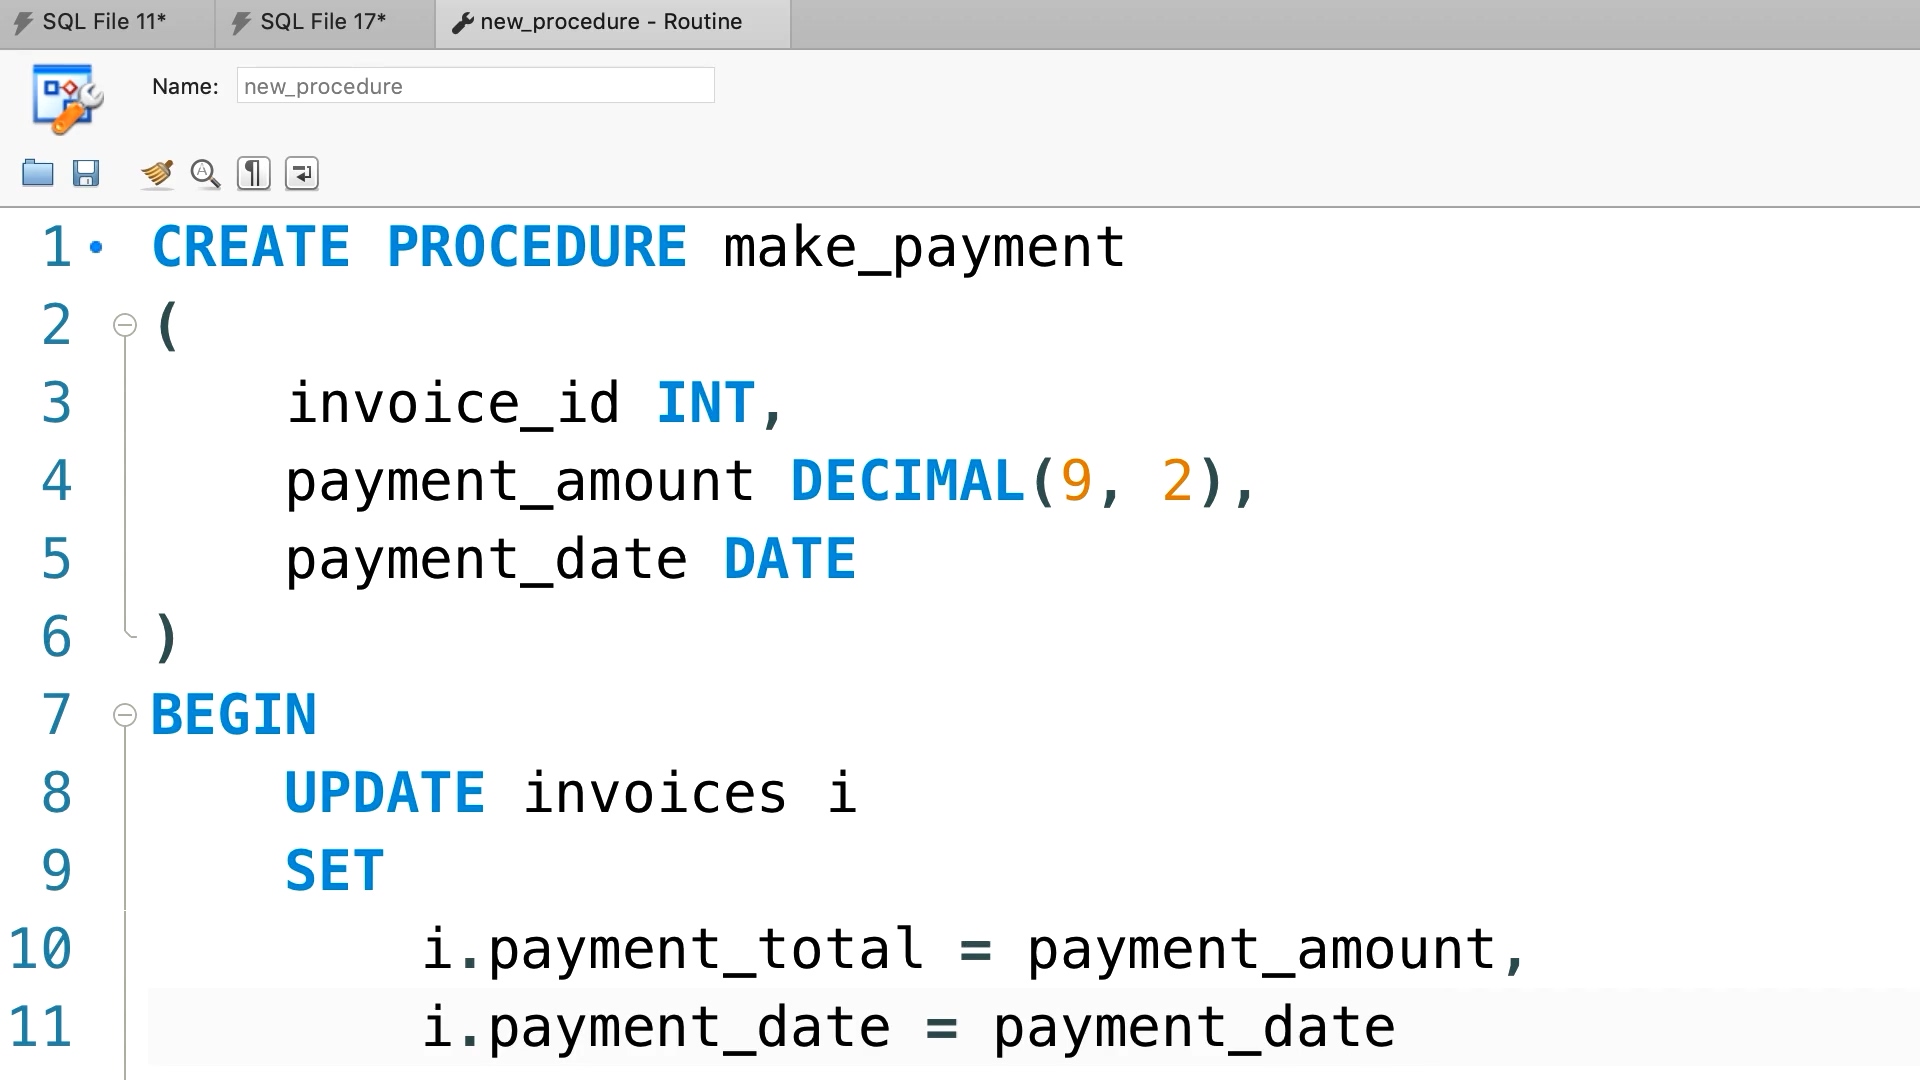 SQL File 11* SQL File 17* new_procedure - Routine
Name: new_procedure
1 CREATE PROCEDURE make_payment
2 (
3 invoice_id INT,
4 payment_amount DECIMAL(9, 2),
5 payment_date DATE
6 )
7 BEGIN
8 UPDATE invoices i
9 SET
10 i.payment_total = payment_amount,
11 i.payment_date = payment_date